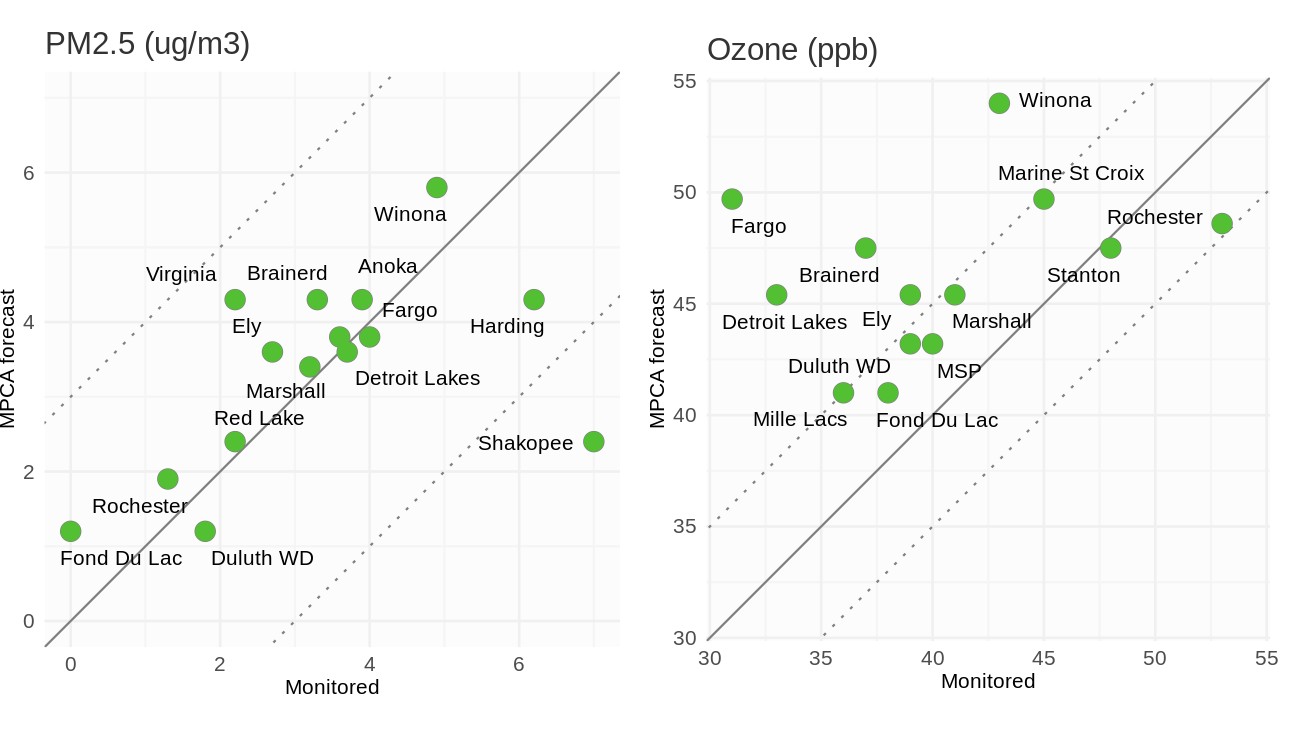 PM2.5 (ug/m3)
6
4
2
0
MPCA forecast
Winona
Virginia
Brainerd
Anoka
Fargo
Harding
Ely
Detroit Lakes
Marshall
Red Lake
Shakopee
Rochester
Fond Du Lac
Duluth WD
0 2 4 6
Monitored
Ozone (ppb)
55
50
45
40
35
30
MPCA forecast
Winona
Marine St Croix
Fargo
Rochester
Brainerd
Stanton
Detroit Lakes
Ely
Marshall
Duluth WD
MSP
Mille Lacs
Fond Du Lac
30 35 40 45 50 55
Monitored